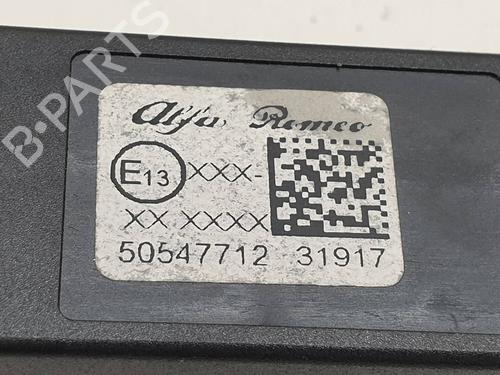 B-PARTS
Alfa Romeo
E13 XXX-
XX XXXX
50547712 31917